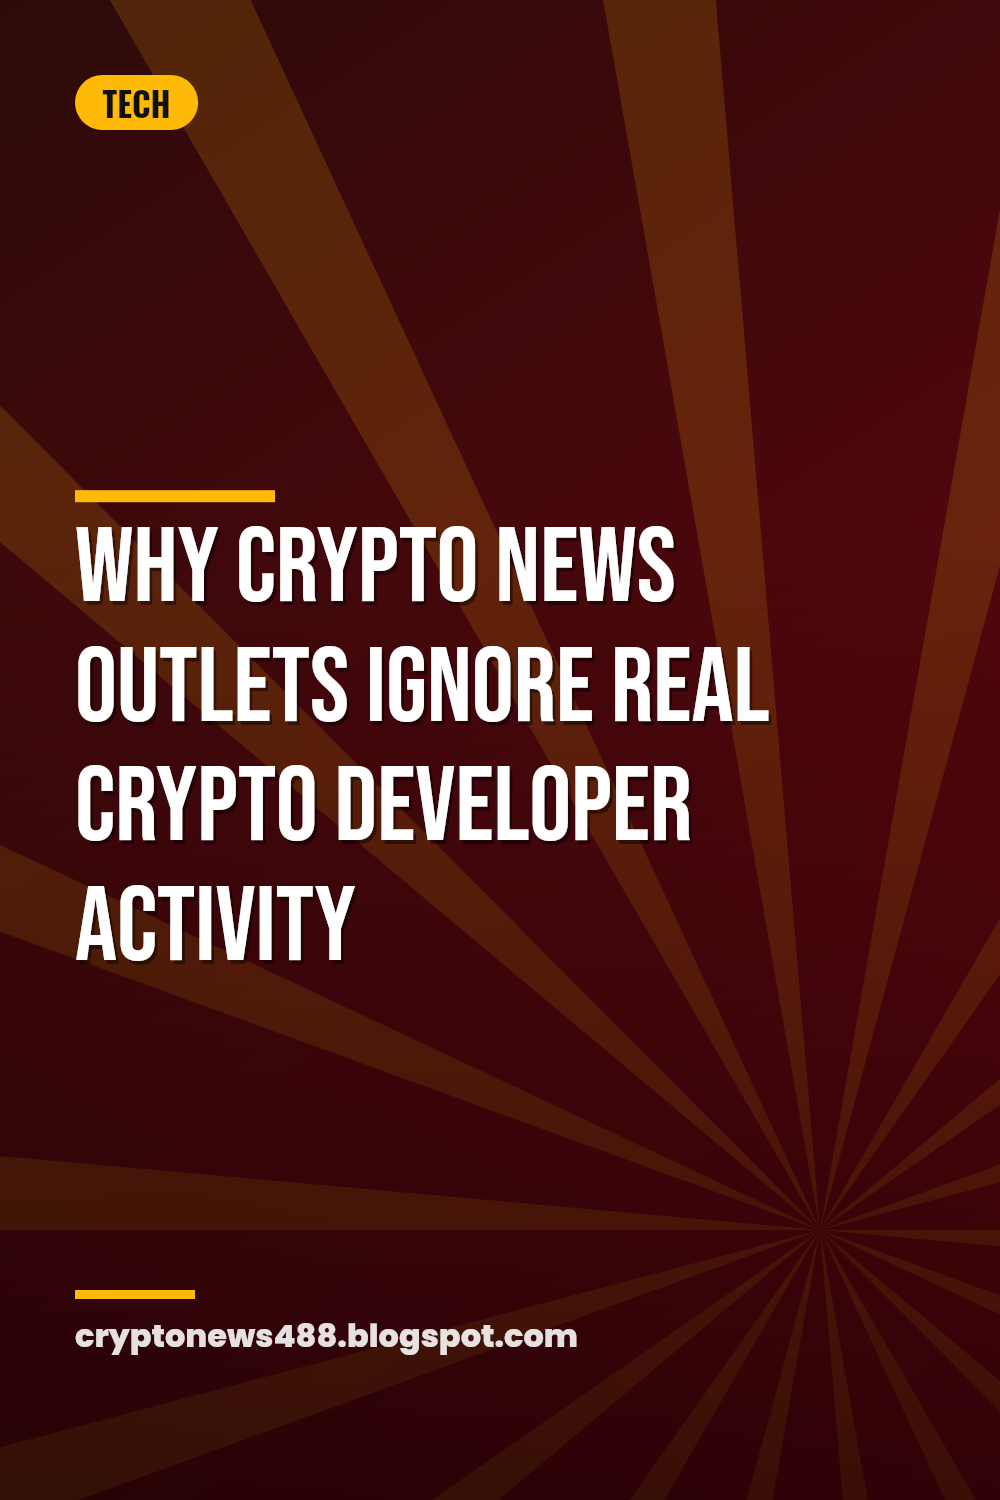 TECH
WHY CRYPTO NEWS
OUTLETS IGNORE REAL
CRYPTO DEVELOPER
ACTIVITY
cryptonews488.blogspot.com